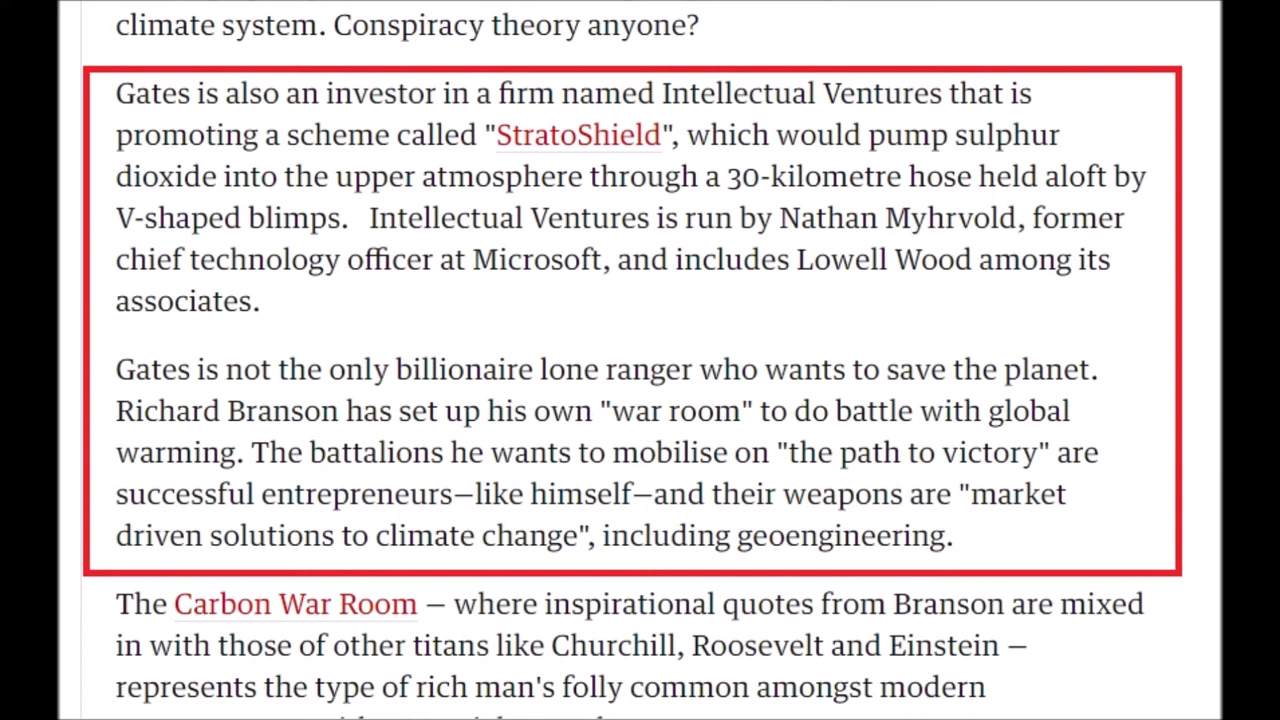 climate system. Conspiracy theory anyone?
Gates is also an investor in a firm named Intellectual Ventures that is
promoting a scheme called "StratoShield", which would pump sulphur
dioxide into the upper atmosphere through a 30-kilometre hose held aloft by
V-shaped blimps.   Intellectual Ventures is run by Nathan Myhrvold, former
chief technology officer at Microsoft, and includes Lowell Wood among its
associates.
Gates is not the only billionaire lone ranger who wants to save the planet.
Richard Branson has set up his own "war room" to do battle with global
warming. The battalions he wants to mobilise on "the path to victory" are
successful entrepreneurs—like himself—and their weapons are "market
driven solutions to climate change", including geoengineering.
The Carbon War Room – where inspirational quotes from Branson are mixed
in with those of other titans like Churchill, Roosevelt and Einstein –
represents the type of rich man's folly common amongst modern